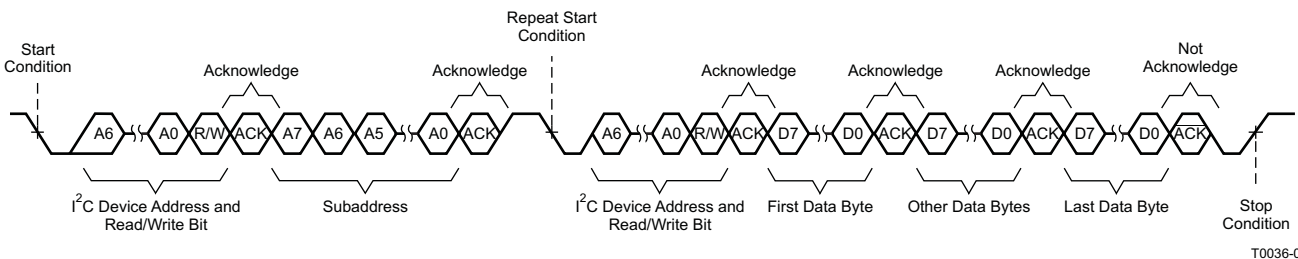 Repeat Start
Condition
Start
Condition
Not
Acknowledge
Acknowledge
Acknowledge
Acknowledge
Acknowledge
Acknowledge
A6 A0 R/W ACK A7 A6 A5 A0 ACK A6 A0 R/W ACK D7 D0 ACK D7 D0 ACK D7 D0 ACK
I2C Device Address and
Read/Write Bit
Subaddress
I2C Device Address and
Read/Write Bit
First Data Byte
Other Data Bytes
Last Data Byte
Stop
Condition